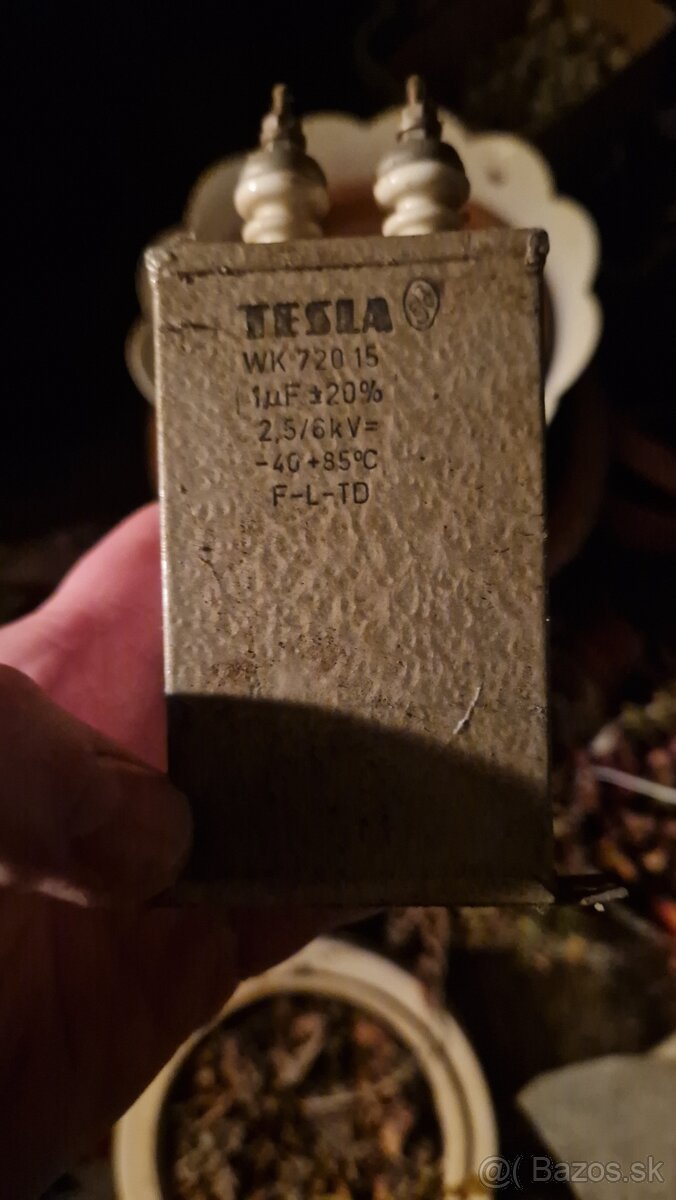 TESLA
WK 720 15
1µF ±20%
2,5/6kV=
-40+85°C
F-L-TD
@( Bazos.sk